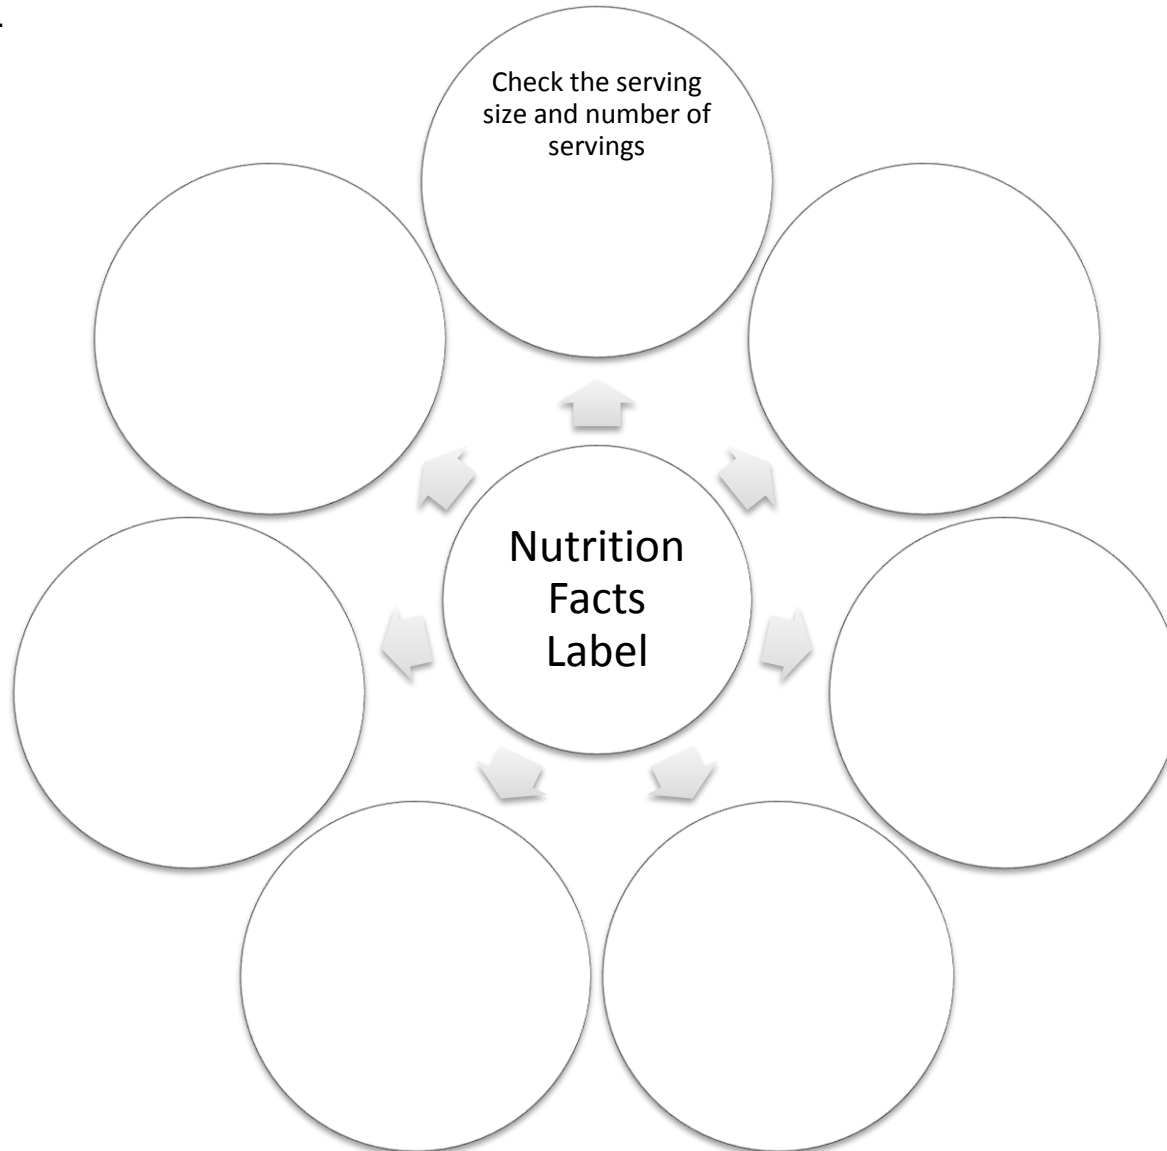 Check the serving
size and number of
servings
Nutrition
Facts
Label